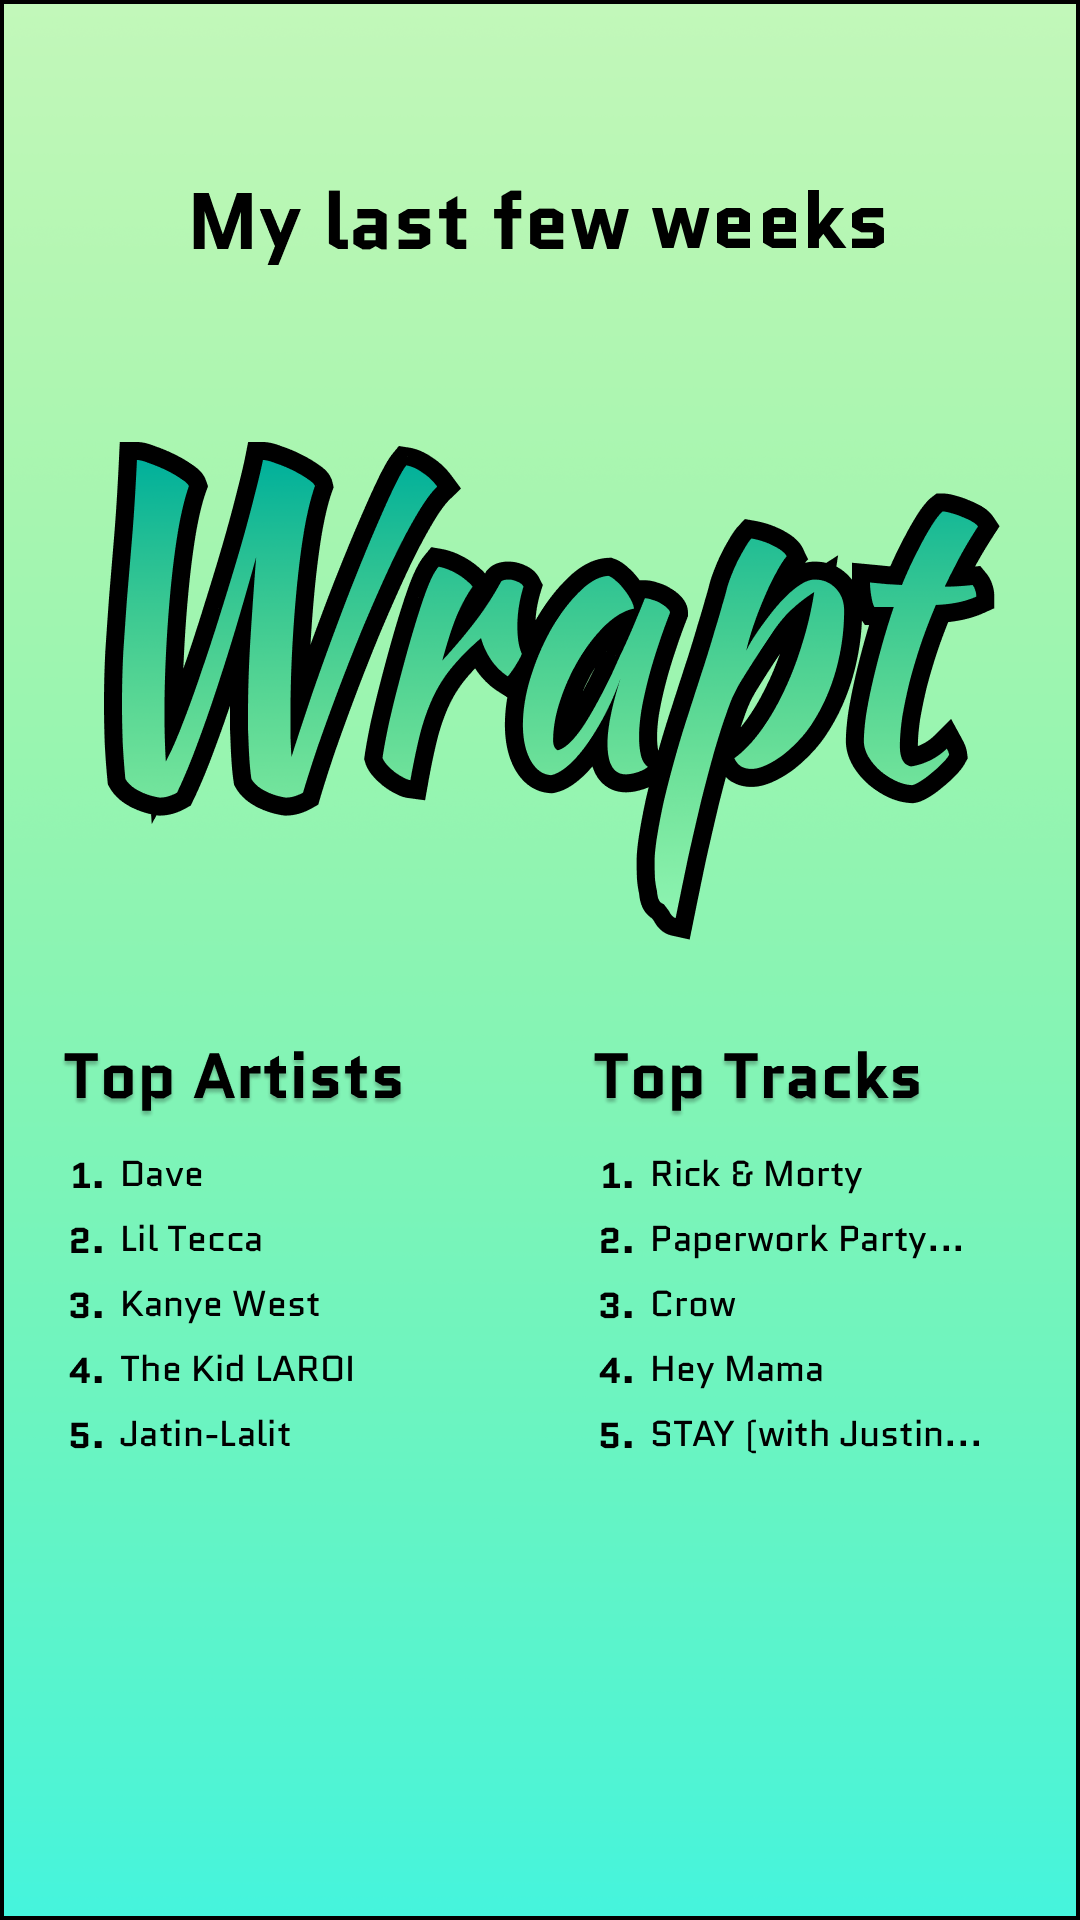 My last few weeks
Wrapt
Top Artists
1. Dave
2. Lil Tecca
3. Kanye West
4. The Kid LAROI
5. Jatin-Lalit
Top Tracks
1. Rick & Morty
2. Paperwork Party...
3. Crow
4. Hey Mama
5. STAY (with Justin...